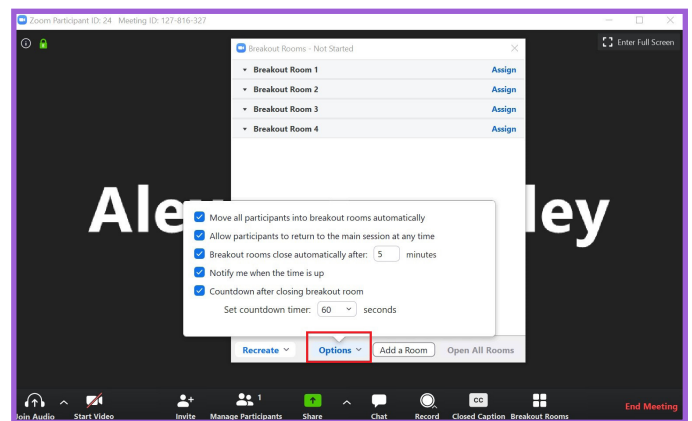 Zoom Participant ID: 24 Meeting ID: 127-816-327
Enter Full Screen
Breakout Rooms - Not Started
Breakout Room 1 Assign
Breakout Room 2 Assign
Breakout Room 3 Assign
Breakout Room 4 Assign
Move all participants into breakout rooms automatically
Allow participants to return to the main session at any time
Breakout rooms close automatically after: 5 minutes
Notify me when the time is up
Countdown after closing breakout room
Set countdown timer: 60 seconds
Recreate Options Add a Room Open All Rooms
1
CC
Join Audio Start Video Invite Manage Participants Share Chat Record Closed Caption Breakout Rooms End Meeting